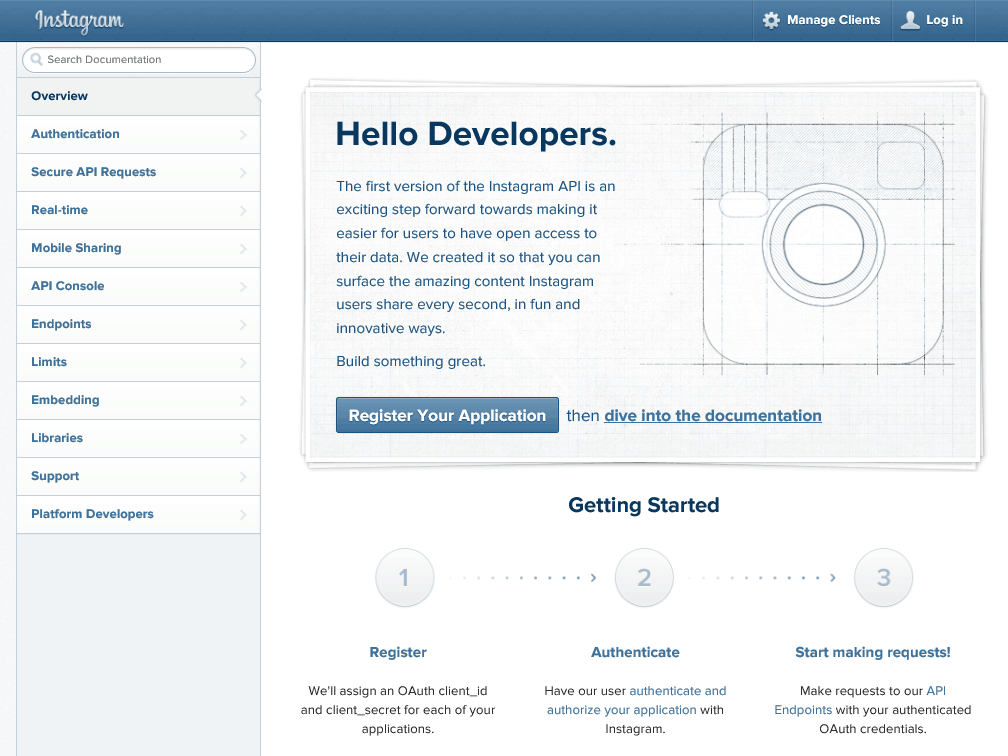 Instagram
Manage Clients
Log in
Search Documentation
Overview
Authentication
Secure API Requests
Real-time
Mobile Sharing
API Console
Endpoints
Limits
Embedding
Libraries
Support
Platform Developers
Hello Developers.
The first version of the Instagram API is an
exciting step forward towards making it
easier for users to have open access to
their data. We created it so that you can
surface the amazing content Instagram
users share every second, in fun and
innovative ways.
Build something great.
Register Your Application then dive into the documentation
Getting Started
1
2
3
Register
We'll assign an OAuth client_id
and client_secret for each of your
applications.
Authenticate
Have our user authenticate and
authorize your application with
Instagram.
Start making requests!
Make requests to our API
Endpoints with your authenticated
OAuth credentials.